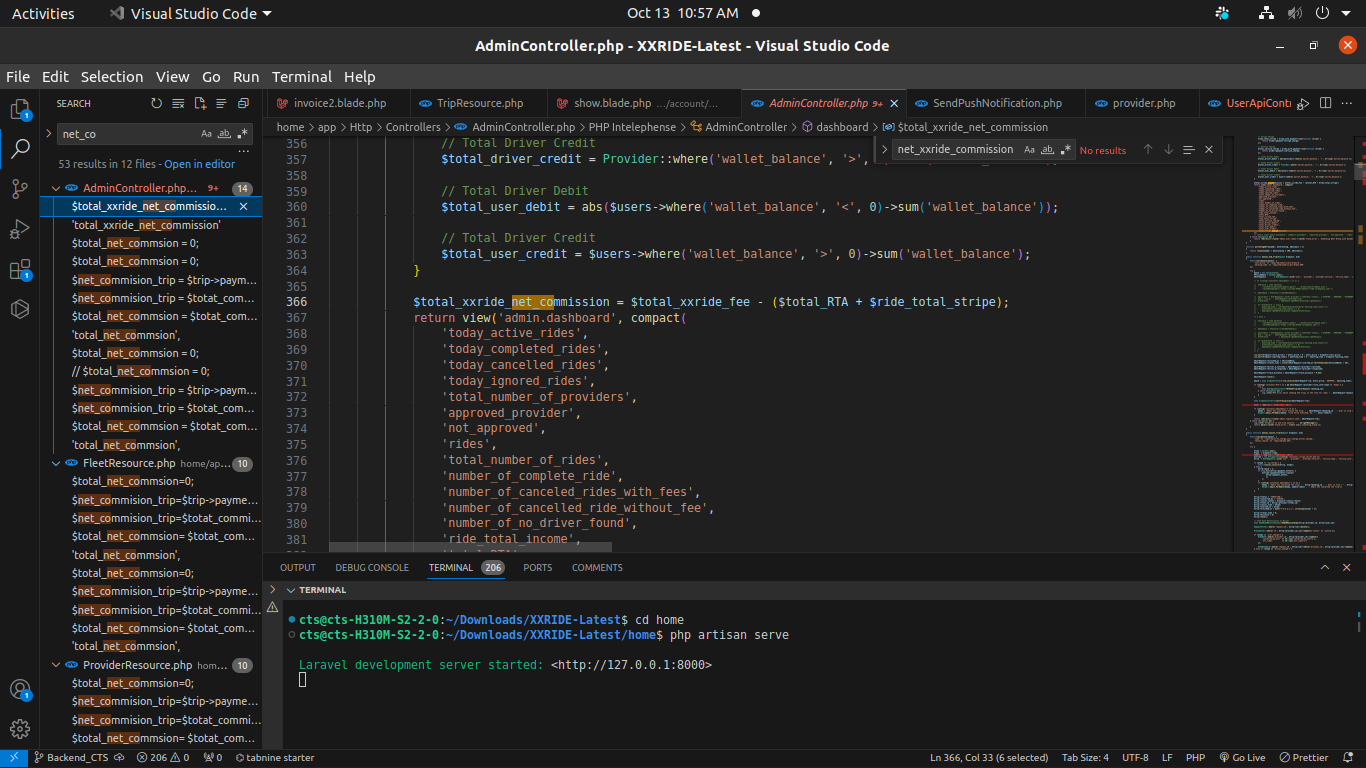 Activities
Visual Studio Code
Oct 13 10:57 AM
AdminController.php - XXRIDE-Latest - Visual Studio Code
File Edit Selection View Go Run Terminal Help
SEARCH
net_co
Aa ab .*
53 results in 12 files - Open in editor
AdminController.php... 9+ 14
$total_xxride_net_commissio...
'total_xxride_net_commission'
$total_net_commsion = 0;
$total_net_commsion = 0;
$net_commision_trip = $trip->paym...
$net_commision_trip = $totat_comm...
$total_net_commsion = $totat_com...
'total_net_commsion',
$total_net_commsion = 0;
// $total_net_commsion = 0;
$net_commision_trip = $trip->paym...
$net_commision_trip = $totat_comm...
$total_net_commsion = $totat_com...
'total_net_commsion',
FleetResource.php home/ap... 10
$total_net_commsion=0;
$net_commision_trip=$trip->payme...
$net_commision_trip=$totat_commi...
$total_net_commsion= $totat_com...
'total_net_commsion',
$total_net_commsion=0;
$net_commision_trip=$trip->payme...
$net_commision_trip=$totat_commi...
$total_net_commsion= $totat_com...
'total_net_commsion',
ProviderResource.php hom... 10
$total_net_commsion=0;
$net_commision_trip=$trip->payme...
$net_commision_trip=$totat_commi...
$total_net_commsion= $totat_com...
invoice2.blade.php TripResource.php show.blade.php .../account/... AdminController.php 9+ SendPushNotification.php provider.php UserApiContr
home > app > Http > Controllers > AdminController.php > PHP Intelephense > AdminController > dashboard > $total_xxride_net_commission
net_xxride_commission Aa ab .* No results
356 // Total Driver Credit
357 $total_driver_credit = Provider::where('wallet_balance', '>',
358
359 // Total Driver Debit
360 $total_user_debit = abs($users->where('wallet_balance', '<', 0)->sum('wallet_balance'));
361
362 // Total Driver Credit
363 $total_user_credit = $users->where('wallet_balance', '>', 0)->sum('wallet_balance');
364 }
365
366 $total_xxride_net_commission = $total_xxride_fee - ($total_RTA + $ride_total_stripe);
367 return view('admin.dashboard', compact(
368 'today_active_rides',
369 'today_completed_rides',
370 'today_cancelled_rides',
371 'today_ignored_rides',
372 'total_number_of_providers',
373 'approved_provider',
374 'not_approved',
375 'rides',
376 'total_number_of_rides',
377 'number_of_complete_ride',
378 'number_of_canceled_rides_with_fees',
379 'number_of_cancelled_ride_without_fee',
380 'number_of_no_driver_found',
381 'ride_total_income',
OUTPUT DEBUG CONSOLE TERMINAL 206 PORTS COMMENTS
TERMINAL
cts@cts-H310M-S2-2-0:~/Downloads/XXRIDE-Latest$ cd home
cts@cts-H310M-S2-2-0:~/Downloads/XXRIDE-Latest/home$ php artisan serve
Laravel development server started: <http://127.0.0.1:8000>
Backend_CTS 206 0 0 tabnine starter
Ln 366, Col 33 (6 selected) Tab Size: 4 UTF-8 LF PHP Go Live Prettier